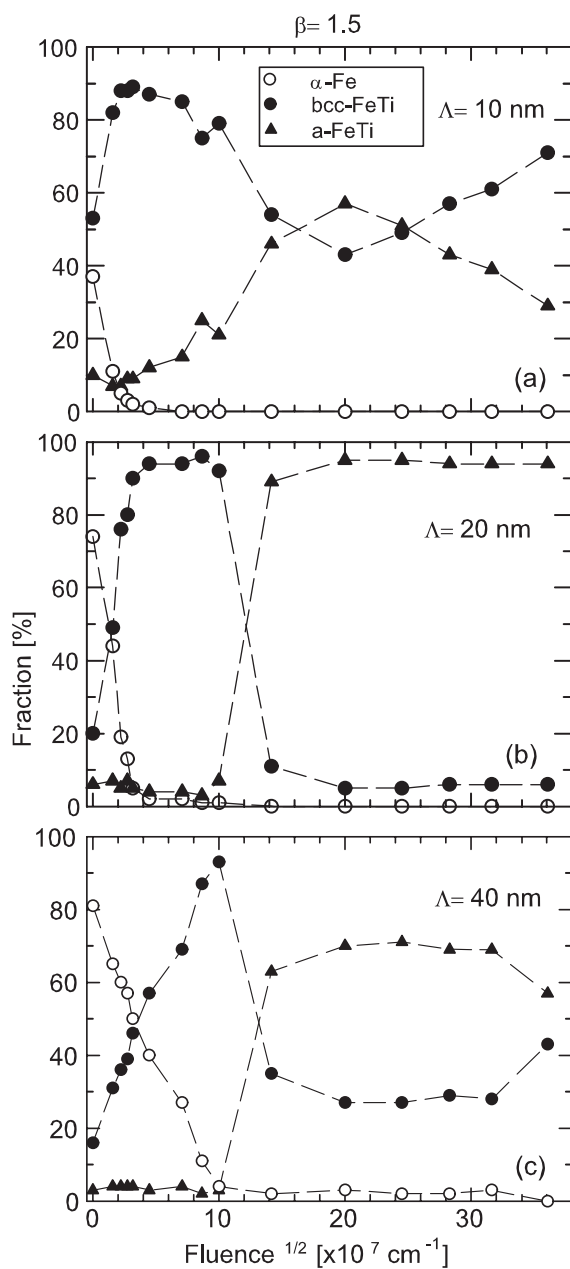 β= 1.5
100
80
60
40
20
0
α-Fe
bcc-FeTi
a-FeTi
Λ= 10 nm
(a)
100
80
60
40
20
0
Λ= 20 nm
(b)
Fraction [%]
100
80
60
40
20
0
Λ= 40 nm
(c)
0 10 20 30
Fluence 1/2 [x10 7 cm−1]